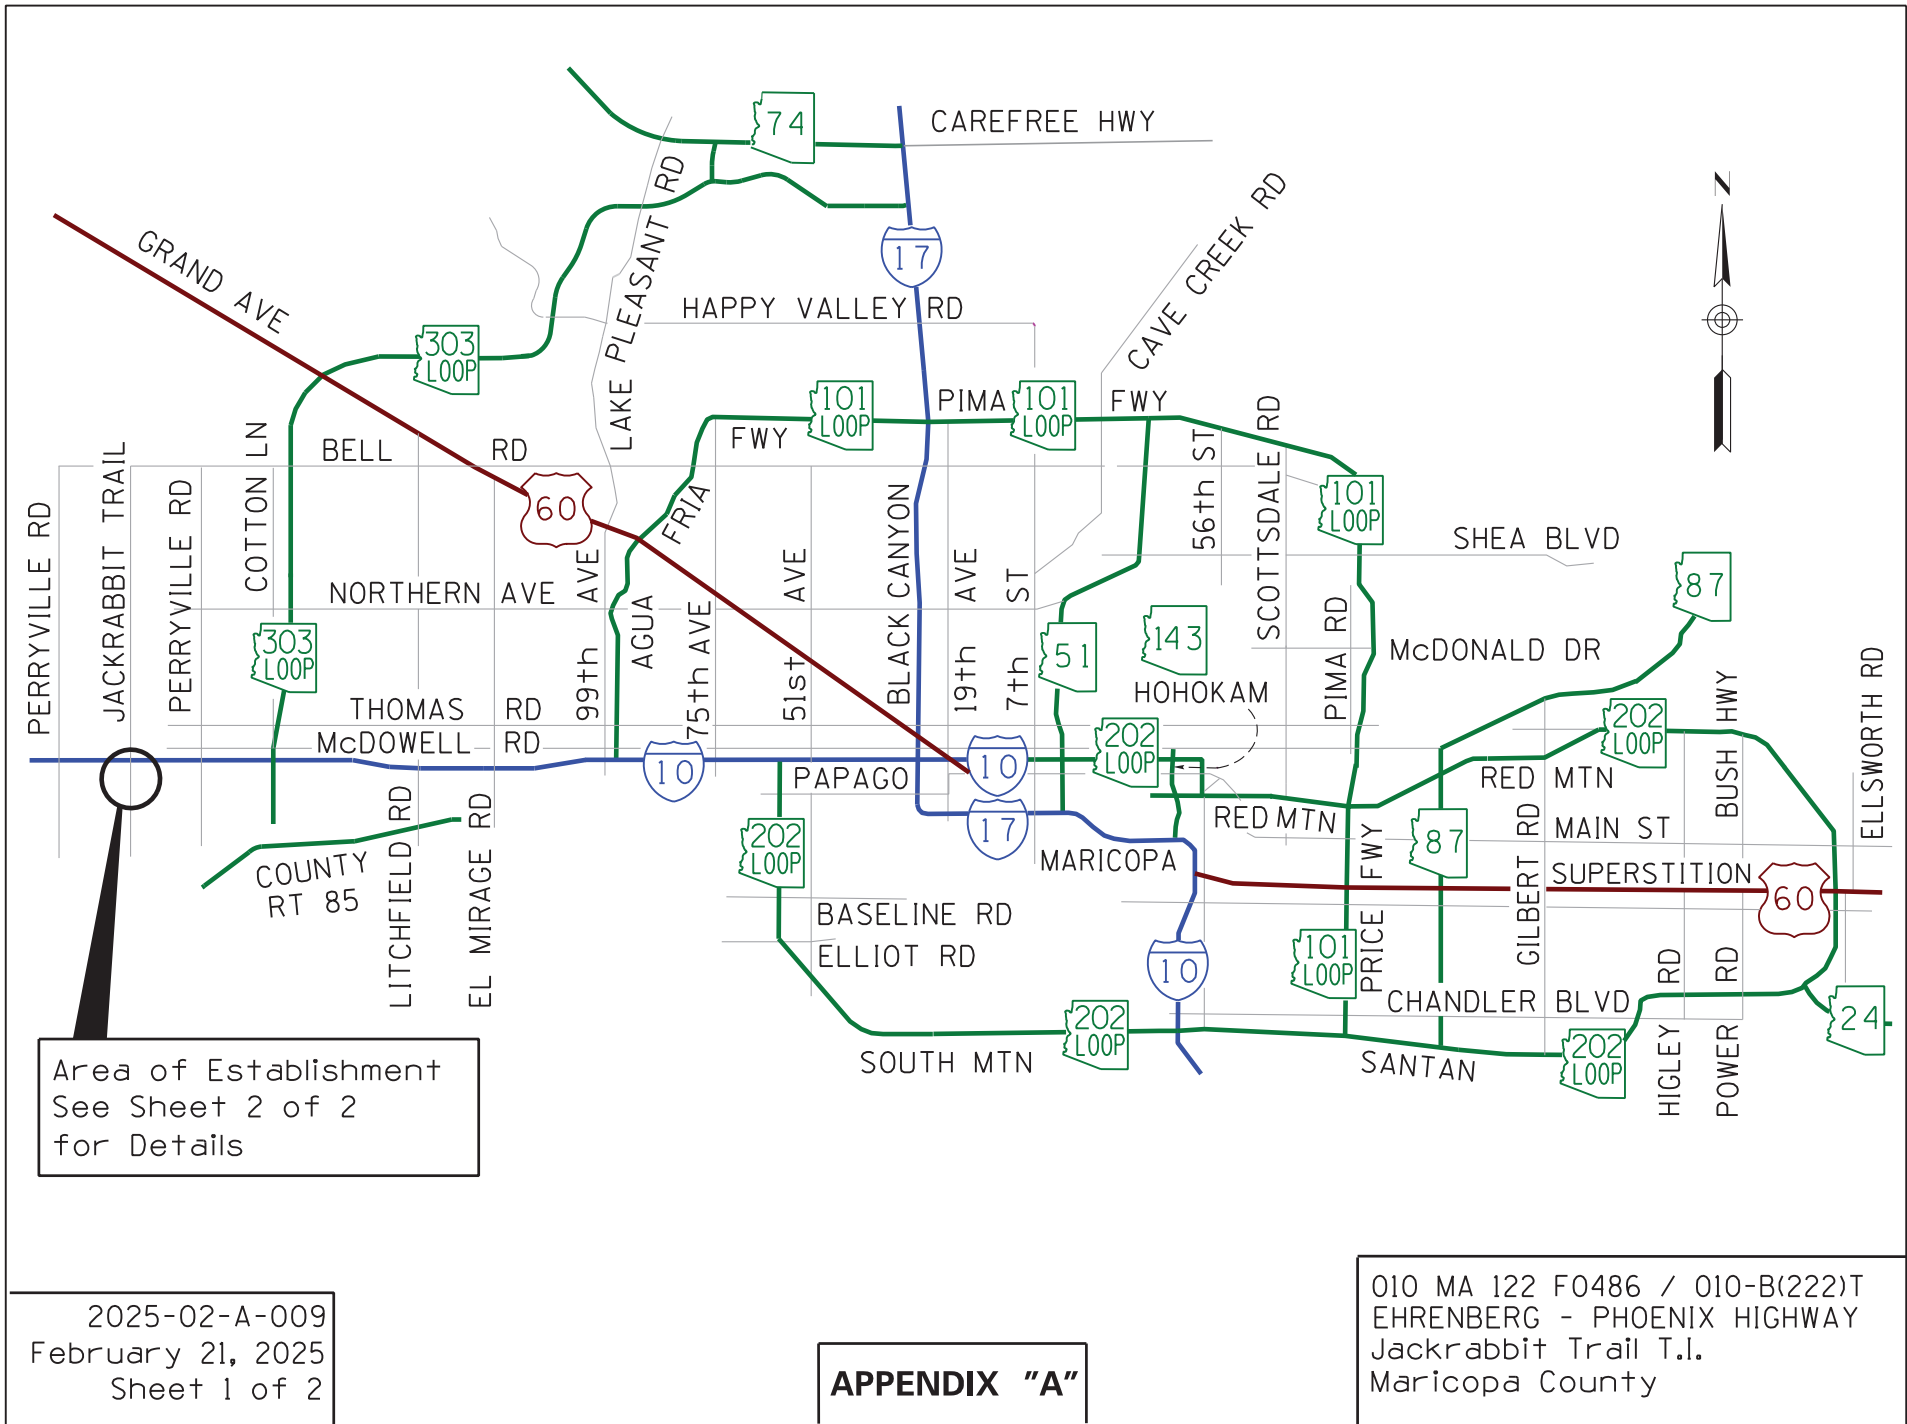 74
CAREFREE HWY
N
RD
CAVE CREEK RD
GRAND AVE
17
LAKE PLEASANT
HAPPY VALLEY RD
303
LOOP
101
LOOP
PIMA
101
LOOP
FWY
FWY
BELL RD
COTTON LN
JACKRABBIT TRAIL
PERRYVILLE RD
PERRYVILLE RD
60
FRIA
BLACK CANYON
56th ST
SCOTTSDALE RD
101
LOOP
SHEA BLVD
87
NORTHERN AVE
99th AVE
AGUA
75th AVE
51st AVE
19th AVE
7th ST
51
143
HOHOKAM
PIMA RD
McDONALD DR
303
LOOP
THOMAS RD
McDOWELL RD
10
PAPAGO
10
202
LOOP
202
LOOP
RED MTN
BUSH HWY
ELLSWORTH RD
17
RED MTN
MAIN ST
87
202
LOOP
MARICOPA
SUPERSTITION
60
COUNTY
RT 85
LITCHFIELD RD
EL MIRAGE RD
BASELINE RD
ELLIOT RD
10
101
LOOP
PRICE FWY
GILBERT RD
CHANDLER BLVD
HIGLEY RD
POWER RD
24
202
LOOP
SOUTH MTN
SANTAN
202
LOOP
Area of Establishment
See Sheet 2 of 2
for Details
2025-02-A-009
February 21, 2025
Sheet 1 of 2
APPENDIX "A"
010 MA 122 F0486 / 010-B(222)T
EHRENBERG - PHOENIX HIGHWAY
Jackrabbit Trail T.I.
Maricopa County